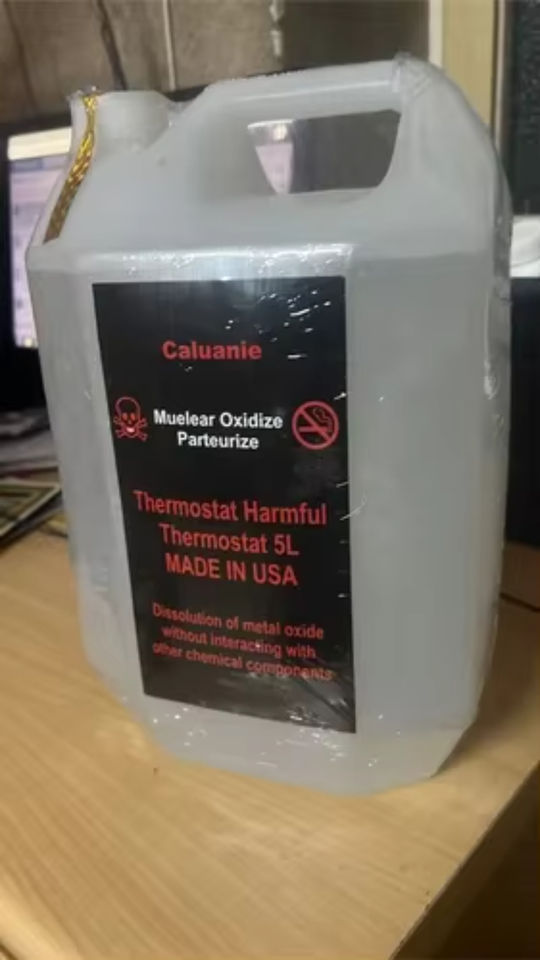 Caluanie
Muelear Oxidize
Parteurize
Thermostat Harmful
Thermostat 5L
MADE IN USA
Dissolution of metal oxide
without interacting with
other chemical components